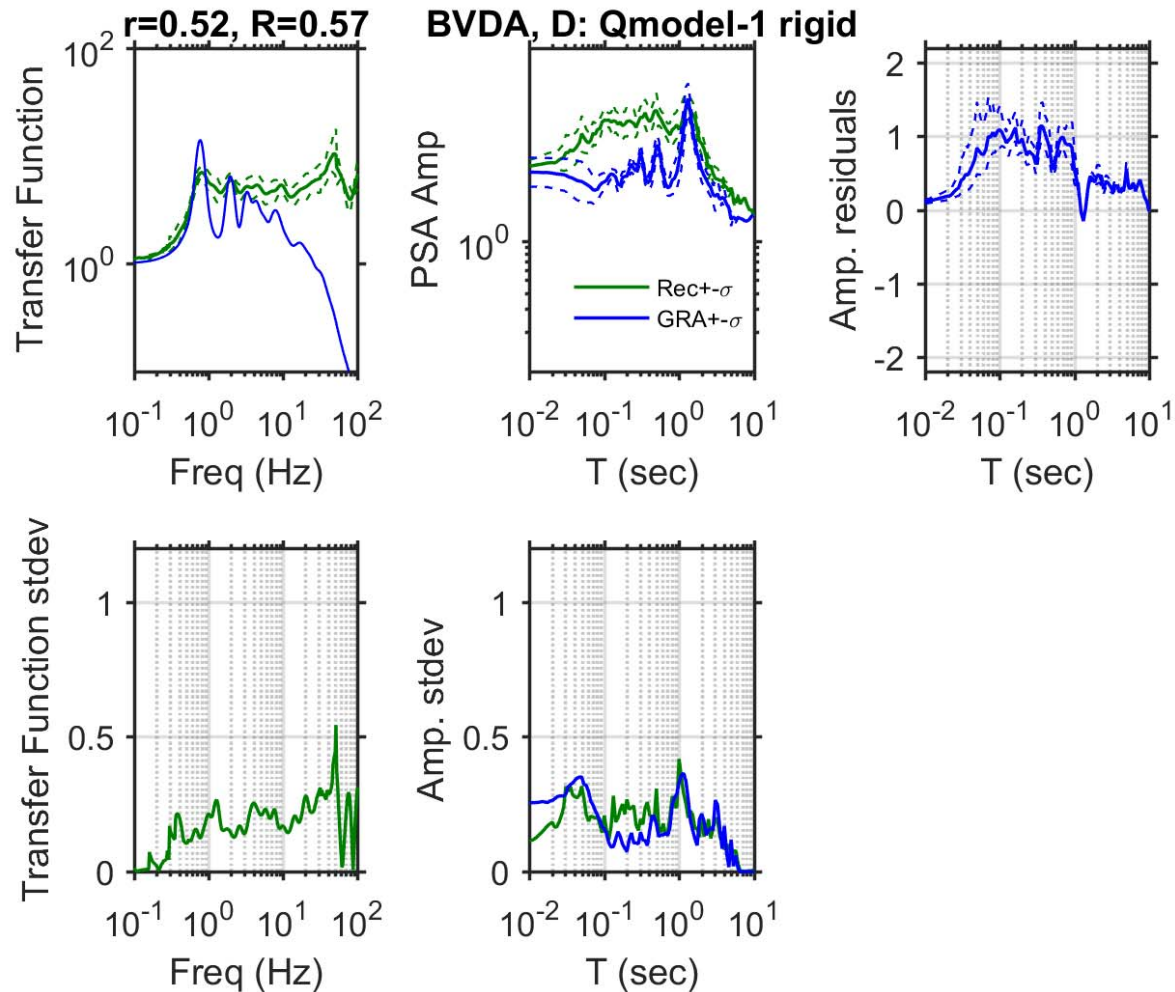 r=0.52, R=0.57
BVDA, D: Qmodel-1 rigid
Transfer Function
10^2
10^0
10^-1 10^0 10^1 10^2
Freq (Hz)
PSA Amp
10^0
Rec+-σ
GRA+-σ
10^-2 10^-1 10^0 10^1
T (sec)
Amp. residuals
2
1
0
-1
-2
10^-2 10^-1 10^0 10^1
T (sec)
Transfer Function stdev
1
0.5
0
10^-1 10^0 10^1 10^2
Freq (Hz)
Amp. stdev
1
0.5
0
10^-2 10^-1 10^0 10^1
T (sec)